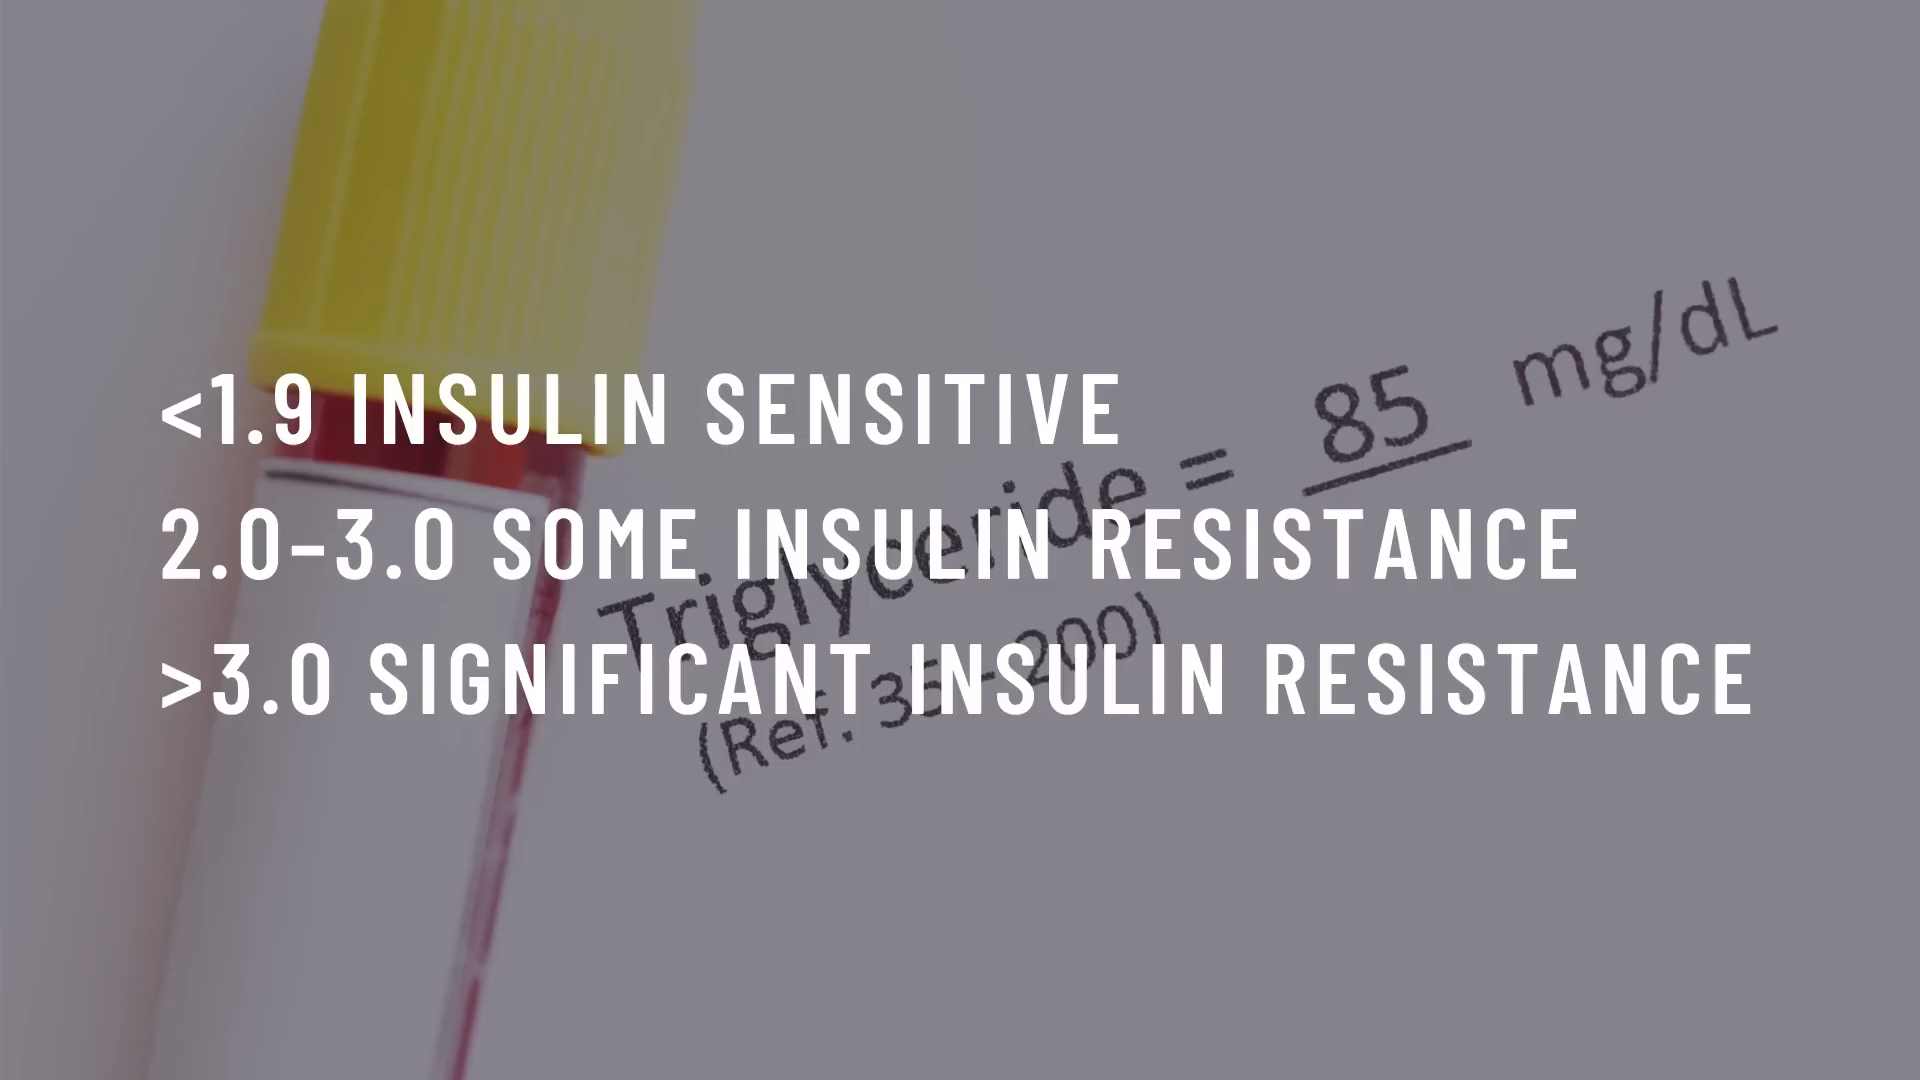 <1.9 INSULIN SENSITIVE
2.0–3.0 SOME INSULIN RESISTANCE
>3.0 SIGNIFICANT INSULIN RESISTANCE
Triglyceride = 85 mg/dL
(Ref. 35-200)